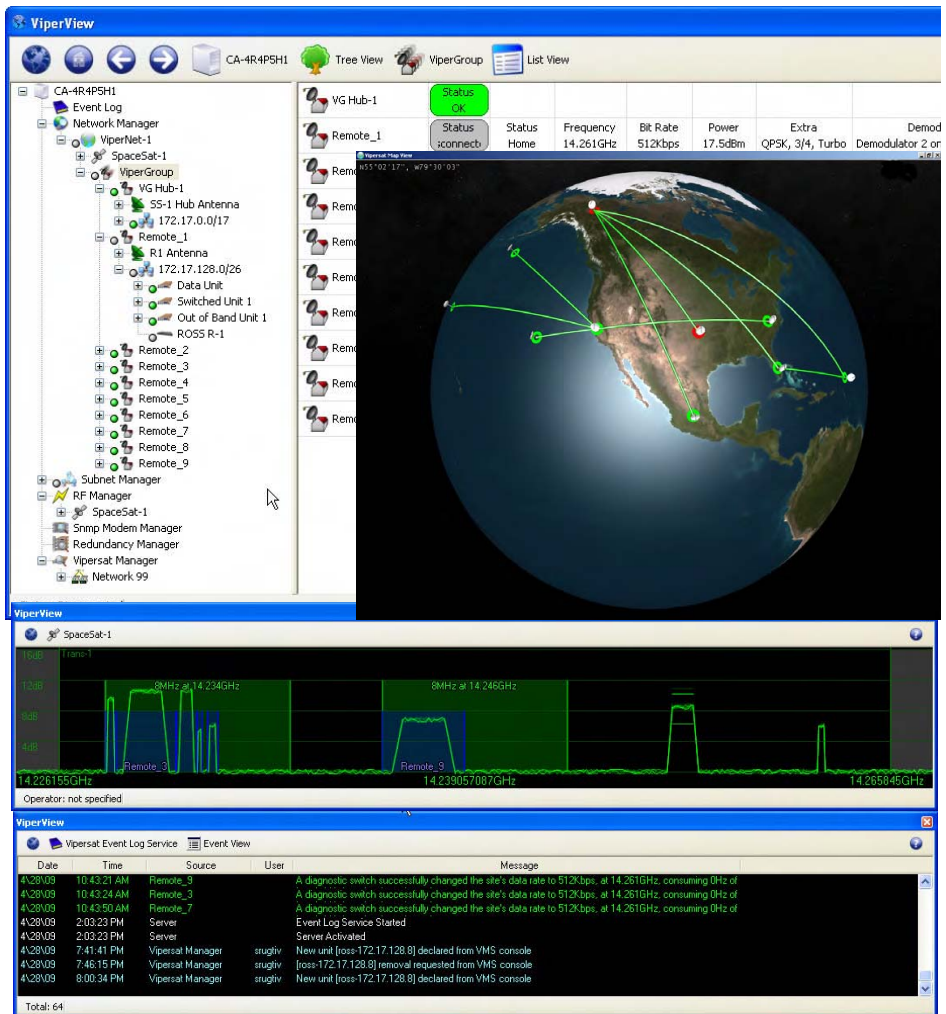 ViperView
CA-4R4P5H1 Tree View ViperGroup List View
CA-4R4P5H1
Event Log
Network Manager
ViperNet-1
SpaceSat-1
ViperGroup
VG Hub-1
SS-1 Hub Antenna
172.17.0.0/17
Remote_1
R1 Antenna
172.17.128.0/26
Data Unit
Switched Unit 1
Out of Band Unit 1
ROSS R-1
Remote_2
Remote_3
Remote_4
Remote_5
Remote_6
Remote_7
Remote_8
Remote_9
Subnet Manager
RF Manager
SpaceSat-1
Snmp Modem Manager
Redundancy Manager
Vipersat Manager
Network 99
VG Hub-1 Status OK
Remote_1 Status :connecti Status Home Frequency 14.261GHz Bit Rate 512Kbps Power 17.5dBm Extra QPSK, 3/4, Turbo Demod Demodulator 2 on
Rem
Remo
Remo
Rem
Remo
Remo
Remo
Remo
Vipersat Map View
N55°02'17", W79°30'03"
ViperView
SpaceSat-1
16dB Trans-1
12dB 8MHz at 14.234GHz 8MHz at 14.246GHz
8dB
4dB
Remote_3 Remote_9
14.226155GHz 14.239057087GHz 14.265845GHz
Operator: not specified
ViperView
Vipersat Event Log Service Event View
Date Time Source User Message
4\28\09 10:43:21 AM Remote_9 A diagnostic switch successfully changed the site's data rate to 512Kbps, at 14.261GHz, consuming 0Hz of
4\28\09 10:43:24 AM Remote_3 A diagnostic switch successfully changed the site's data rate to 512Kbps, at 14.261GHz, consuming 0Hz of
4\28\09 10:43:50 AM Remote_7 A diagnostic switch successfully changed the site's data rate to 512Kbps, at 14.261GHz, consuming 0Hz of
4\28\09 2:03:23 PM Server Event Log Service Started
4\28\09 2:03:23 PM Server Server Activated
4\28\09 7:41:41 PM Vipersat Manager srugtiv New unit [ross-172.17.128.8] declared from VMS console
4\28\09 7:46:15 PM Vipersat Manager srugtiv [ross-172.17.128.8] removal requested from VMS console
4\28\09 8:00:34 PM Vipersat Manager srugtiv New unit [ross-172.17.128.8] declared from VMS console
Total: 64